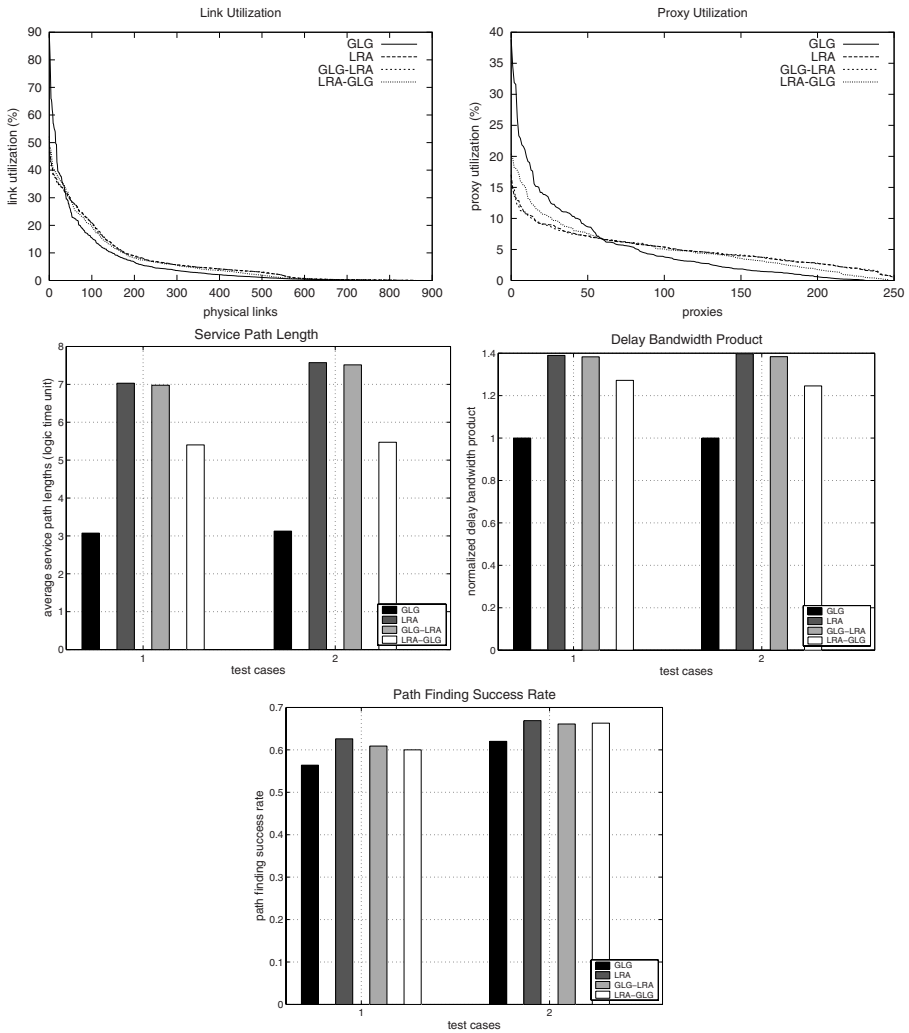 Link Utilization
90
80
70
60
50
40
30
20
10
0
link utilization (%)
0 100 200 300 400 500 600 700 800 900
physical links
GLG
LRA
GLG-LRA
LRA-GLG
Proxy Utilization
40
35
30
25
20
15
10
5
0
proxy utilization (%)
0 50 100 150 200 250
proxies
GLG
LRA
GLG-LRA
LRA-GLG
Service Path Length
8
7
6
5
4
3
2
1
0
average service path lengths (logic time unit)
1 2
test cases
GLG
LRA
GLG-LRA
LRA-GLG
Delay Bandwidth Product
1.4
1.2
1
0.8
0.6
0.4
0.2
0
normalized delay bandwidth product
1 2
test cases
GLG
LRA
GLG-LRA
LRA-GLG
Path Finding Success Rate
0.7
0.6
0.5
0.4
0.3
0.2
0.1
0
path finding success rate
1 2
test cases
GLG
LRA
GLG-LRA
LRA-GLG